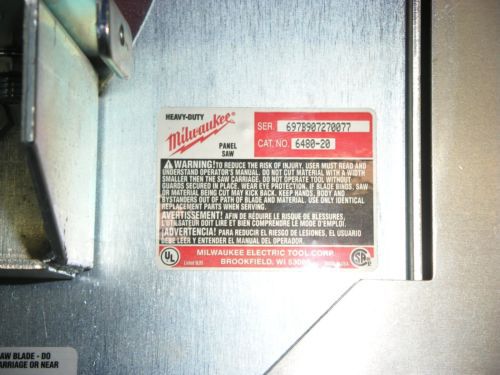 HEAVY-DUTY
Milwaukee
PANEL
SAW
SER. 697B907270077
CAT. NO. 6480-20
WARNING! TO REDUCE THE RISK OF INJURY, USER MUST READ AND
UNDERSTAND OPERATOR'S MANUAL. DO NOT CUT MATERIAL WITH A WIDTH
SMALLER THEN THE SAW CARRIAGE. DO NOT OPERATE TOOL WITHOUT
GUARDS SECURED IN PLACE. WEAR EYE PROTECTION. IF BLADE BINDS, SAW
OR MATERIAL BEING CUT MAY KICK BACK. KEEP HANDS, BODY AND
BYSTANDERS OUT OF PATH OF BLADE AND MATERIAL. USE ONLY IDENTICAL
REPLACEMENT PARTS WHEN SERVING.
AVERTISSEMENT! AFIN DE RÉDUIRE LE RISQUE DE BLESSURES,
L'UTILISATEUR DOIT LIRE ET BIEN COMPRENDRE LE MODE D'EMPLOI.
¡ADVERTENCIA! PARA REDUCIR EL RIESGO DE LESIONES, EL USUARIO
DEBE LEER Y ENTENDER EL MANUAL DEL OPERADOR.
UL
Listed
MILWAUKEE ELECTRIC TOOL CORP.
BROOKFIELD, WI
SAW BLADE - DO
CARRIAGE OR NEAR